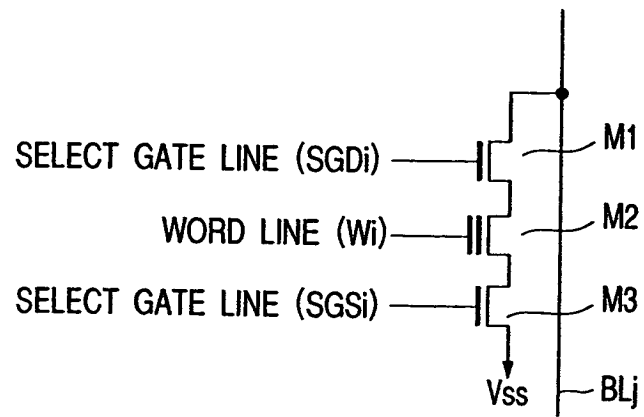 M1
SELECT GATE LINE (SGDi)
M2
WORD LINE (Wi)
SELECT GATE LINE (SGSi)
M3
Vss
BLj